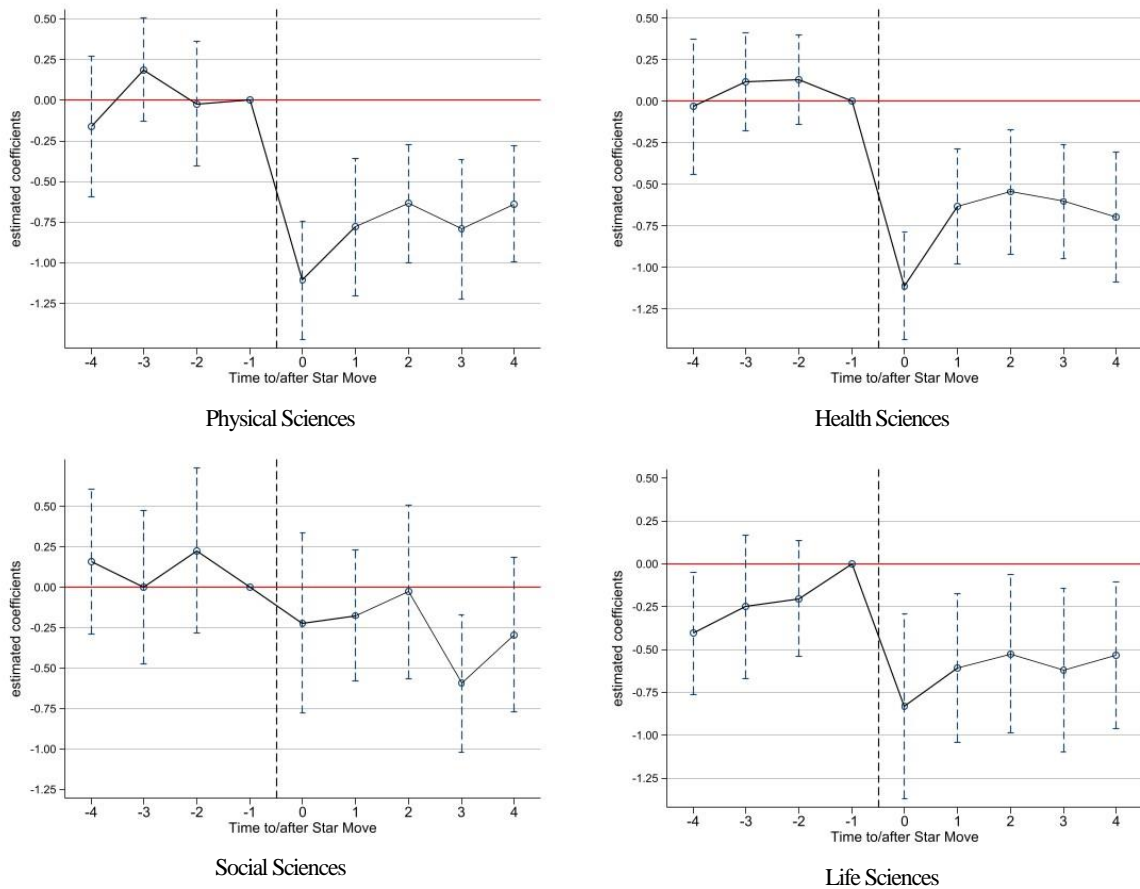 0.50
0.25
0.00
-0.25
-0.50
-0.75
-1.00
-1.25
estimated coefficients
-4 -3 -2 -1 0 1 2 3 4
Time to/after Star Move
Physical Sciences
0.50
0.25
0.00
-0.25
-0.50
-0.75
-1.00
-1.25
estimated coefficients
-4 -3 -2 -1 0 1 2 3 4
Time to/after Star Move
Health Sciences
0.50
0.25
0.00
-0.25
-0.50
-0.75
-1.00
-1.25
estimated coefficients
-4 -3 -2 -1 0 1 2 3 4
Time to/after Star Move
Social Sciences
0.50
0.25
0.00
-0.25
-0.50
-0.75
-1.00
-1.25
estimated coefficients
-4 -3 -2 -1 0 1 2 3 4
Time to/after Star Move
Life Sciences